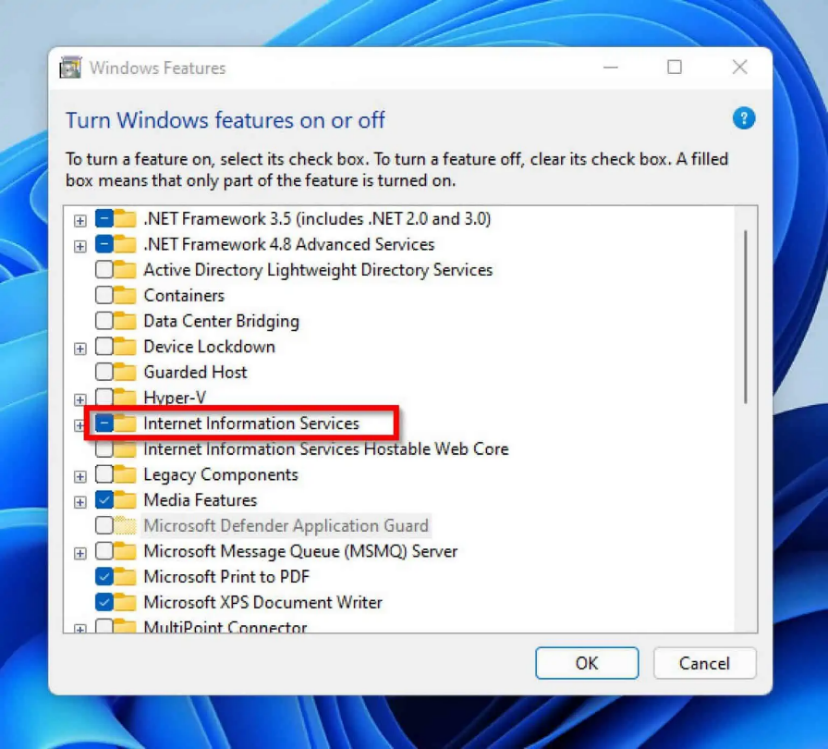 Windows Features
Turn Windows features on or off
?
To turn a feature on, select its check box. To turn a feature off, clear its check box. A filled
box means that only part of the feature is turned on.
.NET Framework 3.5 (includes .NET 2.0 and 3.0)
.NET Framework 4.8 Advanced Services
Active Directory Lightweight Directory Services
Containers
Data Center Bridging
Device Lockdown
Guarded Host
Hyper-V
Internet Information Services
Internet Information Services Hostable Web Core
Legacy Components
Media Features
Microsoft Defender Application Guard
Microsoft Message Queue (MSMQ) Server
Microsoft Print to PDF
Microsoft XPS Document Writer
MultiPoint Connector
OK Cancel